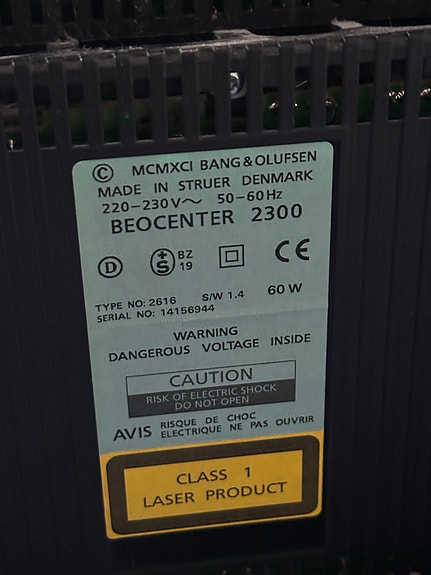 © MCMXCI BANG & OLUFSEN
MADE IN STRUER DENMARK
220-230V~ 50-60Hz
BEOCENTER 2300
D +S BZ 19 CE
TYPE NO: 2616 S/W 1.4 60 W
SERIAL NO: 14156944
WARNING
DANGEROUS VOLTAGE INSIDE
CAUTION
RISK OF ELECTRIC SHOCK
DO NOT OPEN
AVIS RISQUE DE CHOC
ELECTRIQUE NE PAS OUVRIR
CLASS 1
LASER PRODUCT